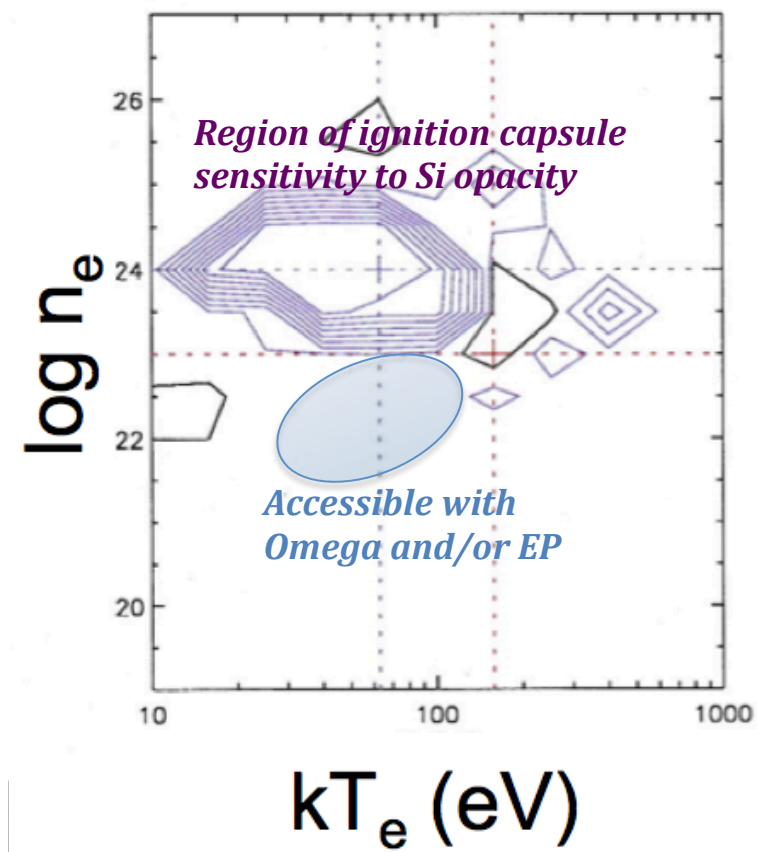 26
Region of ignition capsule
sensitivity to Si opacity
24
22
Accessible with
Omega and/or EP
20
10 100 1000
log nₑ
kTₑ (eV)